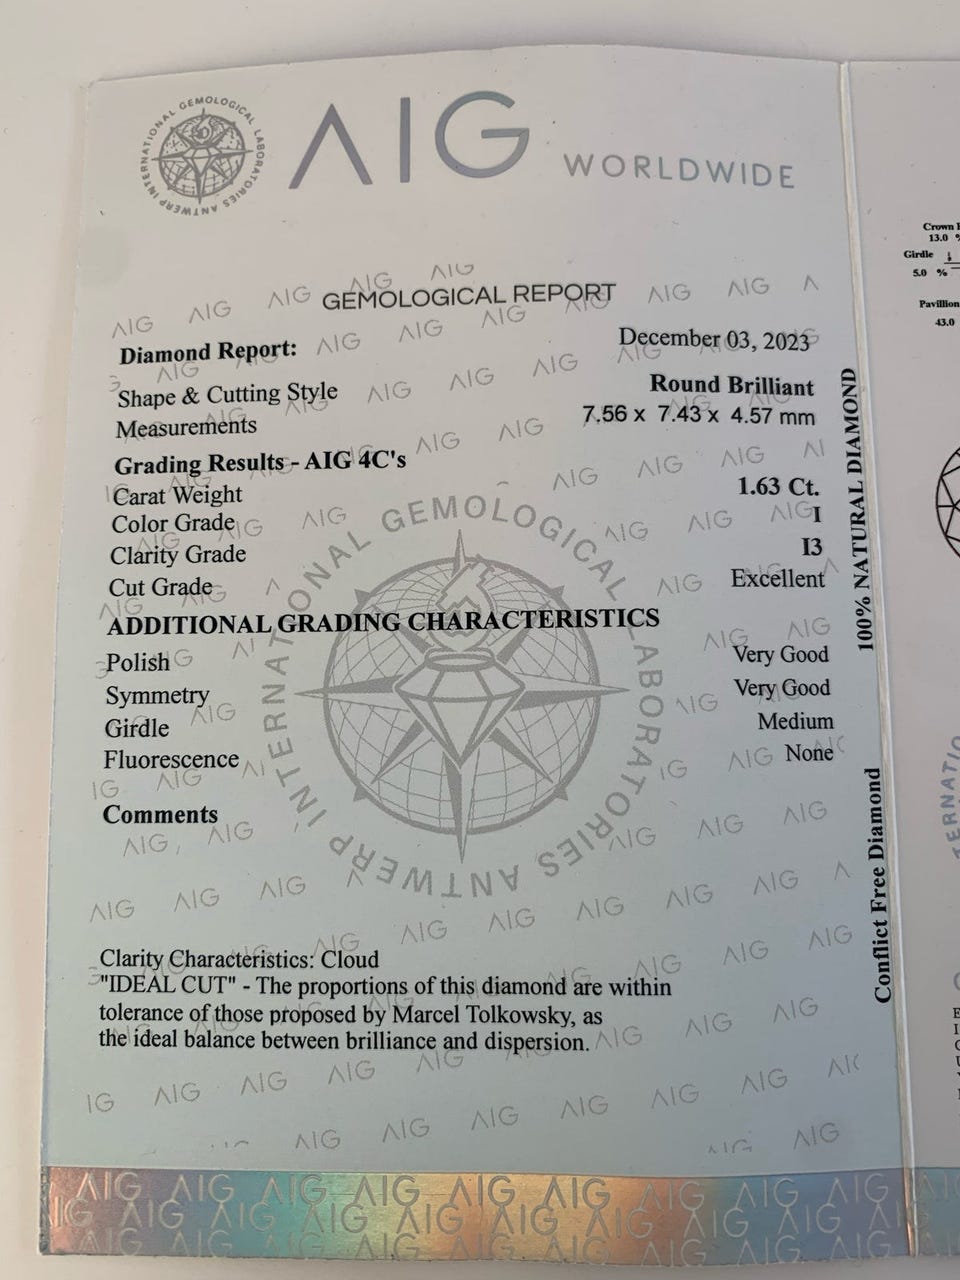 ANTWERP INTERNATIONAL GEMOLOGICAL LABORATORIES
AIG WORLDWIDE
GEMOLOGICAL REPORT
Diamond Report: December 03, 2023
Shape & Cutting Style Round Brilliant
Measurements 7.56 x 7.43 x 4.57 mm
Grading Results - AIG 4C's
Carat Weight 1.63 Ct.
Color Grade I
Clarity Grade I3
Cut Grade Excellent
ADDITIONAL GRADING CHARACTERISTICS
Polish Very Good
Symmetry Very Good
Girdle Medium
Fluorescence None
Comments
Clarity Characteristics: Cloud
"IDEAL CUT" - The proportions of this diamond are within
tolerance of those proposed by Marcel Tolkowsky, as
the ideal balance between brilliance and dispersion.
ANTWERP INTERNATIONAL GEMOLOGICAL LABORATORIES
100% NATURAL DIAMOND
Conflict Free Diamond
Crown
13.0 %
Girdle
5.0 %
Pavillion
43.0